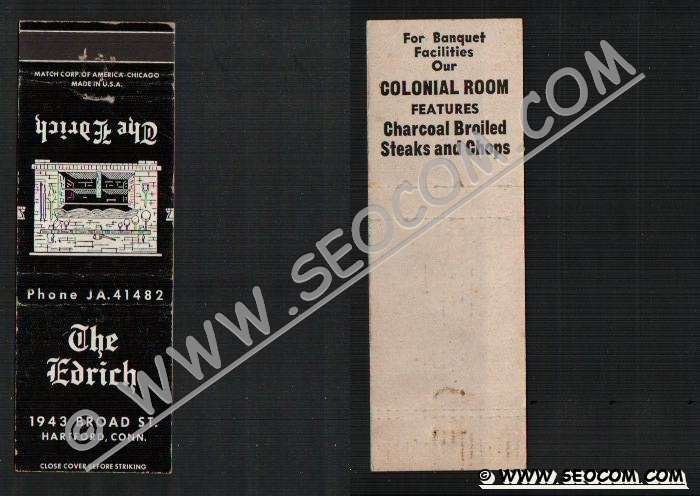 MATCH CORP. OF AMERICA-CHICAGO
MADE IN U.S.A.
The Edrich
Phone JA.41482
The
Edrich
1943 BROAD ST.
HARTFORD, CONN.
CLOSE COVER BEFORE STRIKING
For Banquet
Facilities
Our
COLONIAL ROOM
FEATURES
Charcoal Broiled
Steaks and Chops
© WWW.SEOCOM.COM
© WWW.SEOCOM.COM